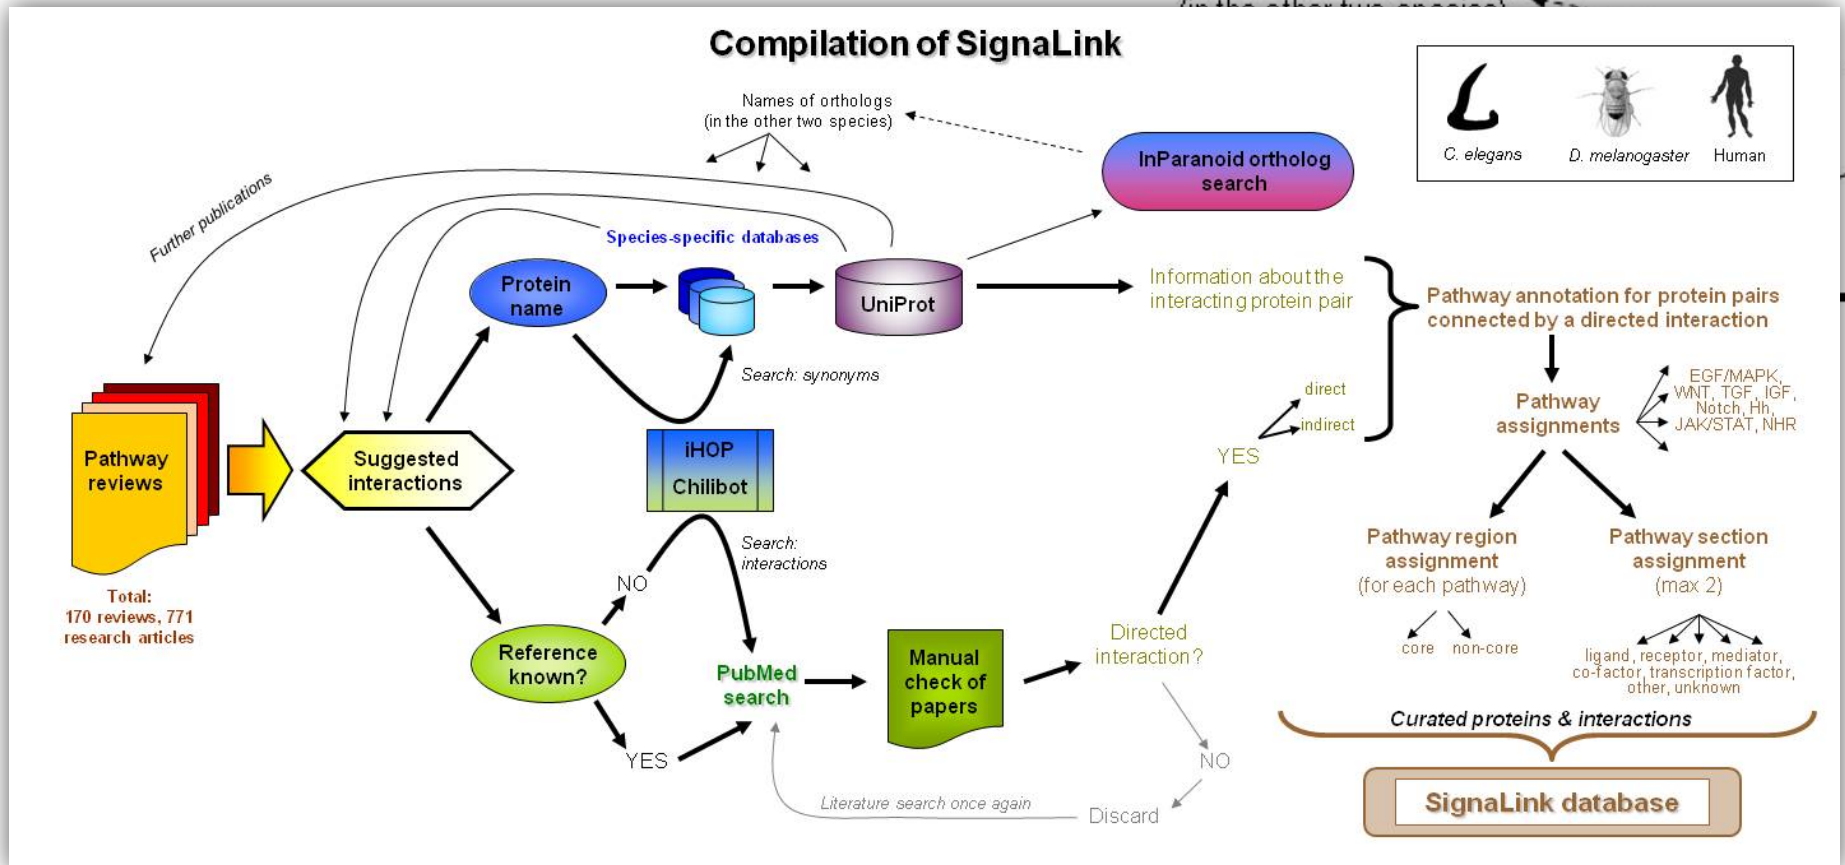 (in the other two species)
Compilation of SignaLink
Names of orthologs
(in the other two species)
InParanoid ortholog
search
C. elegans
D. melanogaster
Human
Further publications
Species-specific databases
Protein
name
UniProt
Information about the
interacting protein pair
Pathway annotation for protein pairs
connected by a directed interaction
Search: synonyms
direct
indirect
YES
Pathway
assignments
EGF/MAPK,
WNT, TGF, IGF,
Notch, Hh,
JAK/STAT, NHR
Pathway
reviews
Suggested
interactions
iHOP
Chilibot
Total:
170 reviews, 771
research articles
NO
Search:
interactions
Reference
known?
YES
PubMed
search
Manual
check of
papers
Directed
interaction?
NO
Discard
Literature search once again
Pathway region
assignment
(for each pathway)
core
non-core
Pathway section
assignment
(max 2)
ligand, receptor, mediator,
co-factor, transcription factor,
other, unknown
Curated proteins & interactions
SignaLink database